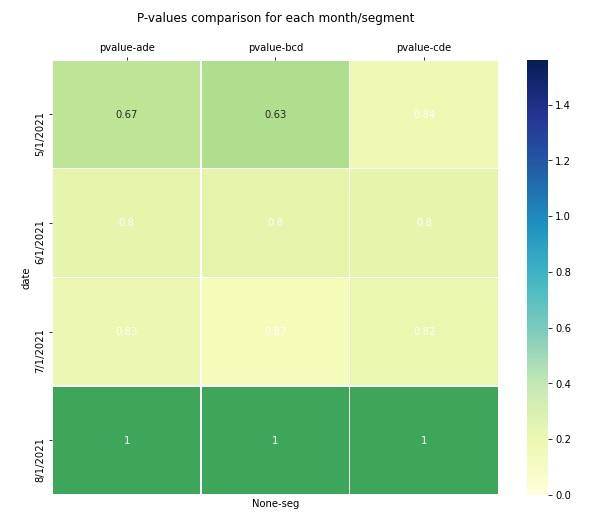 P-values comparison for each month/segment
pvalue-ade pvalue-bcd pvalue-cde
5/1/2021 0.67 0.63 0.84
6/1/2021 0.8 0.8 0.8
7/1/2021 0.83 0.87 0.82
8/1/2021 1 1 1
date
None-seg
1.4
1.2
1.0
0.8
0.6
0.4
0.2
0.0